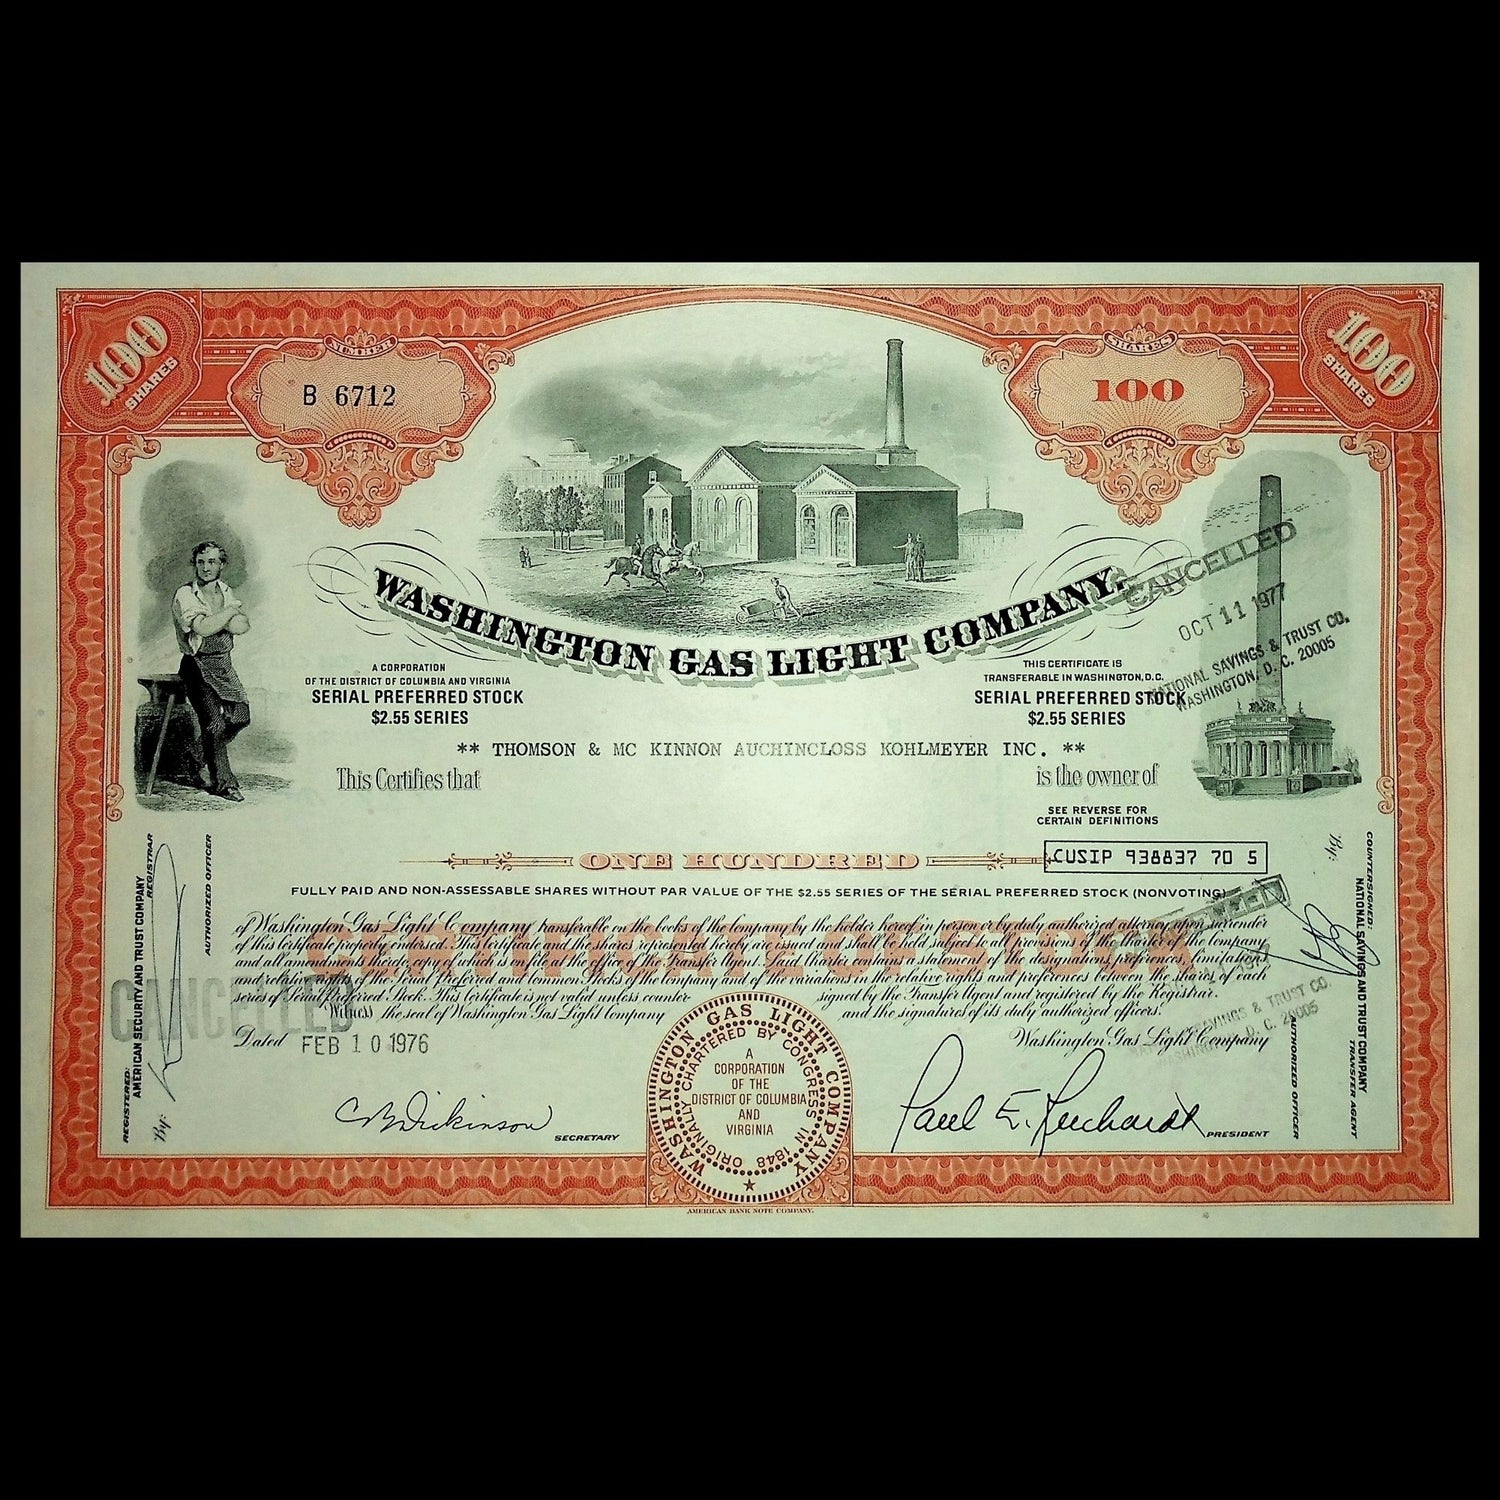 100
SHARES
NUMBER
B 6712
SHARES
100
100
SHARES
WASHINGTON GAS LIGHT COMPANY,
CANCELLED
OCT 11 1977
NATIONAL SAVINGS & TRUST CO.
WASHINGTON, D. C. 20005
A CORPORATION
OF THE DISTRICT OF COLUMBIA AND VIRGINIA
SERIAL PREFERRED STOCK
$2.55 SERIES
THIS CERTIFICATE IS
TRANSFERABLE IN WASHINGTON, D.C.
SERIAL PREFERRED STOCK
$2.55 SERIES
** THOMSON & MC KINNON AUCHINCLOSS KOHLMEYER INC. **
This Certifies that
is the owner of
SEE REVERSE FOR
CERTAIN DEFINITIONS
ONE HUNDRED
CUSIP 938837 70 5
FULLY PAID AND NON-ASSESSABLE SHARES WITHOUT PAR VALUE OF THE $2.55 SERIES OF THE SERIAL PREFERRED STOCK (NONVOTING)
of Washington Gas Light Company transferable on the books of the company by the holder hereof in person or by duly authorized attorney upon surrender
of this certificate properly endorsed. This certificate and the shares represented hereby are issued and shall be held subject to all provisions of the Charter of the company
and all amendments thereto, copy of which is on file at the office of the Transfer Agent. Said Charter contains a statement of the designations, preferences, limitations
and relative rights of the Serial Preferred and Common Stocks of the Company and of the variations in the relative rights and preferences between the shares of each
series of Serial Preferred Stock. This certificate is not valid unless countersigned by the Transfer Agent and registered by the Registrar.
Witness the seal of Washington Gas Light Company and the signatures of its duly authorized officers.
CANCELLED
Dated FEB 10 1976
Washington Gas Light Company
SAVINGS & TRUST CO.
WASHINGTON, D. C. 20005
C B Dickinson
SECRETARY
Paul E. Reichardt
PRESIDENT
WASHINGTON GAS LIGHT COMPANY
ORIGINALLY CHARTERED BY CONGRESS IN 1848
A
CORPORATION
OF THE
DISTRICT OF COLUMBIA
AND
VIRGINIA
REGISTERED:
AMERICAN SECURITY AND TRUST COMPANY
REGISTRAR
By:
AUTHORIZED OFFICER
COUNTERSIGNED:
NATIONAL SAVINGS AND TRUST COMPANY
TRANSFER AGENT
By:
AUTHORIZED OFFICER
AMERICAN BANK NOTE COMPANY.